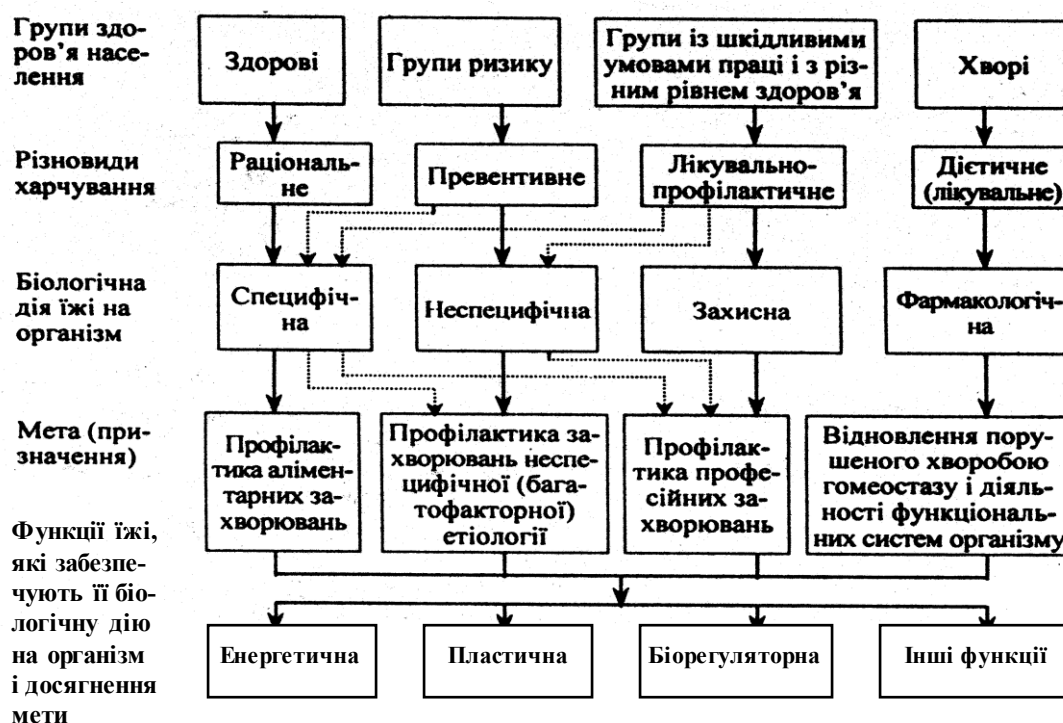 Групи здо-
ров’я насе-
лення
Здорові
Групи ризику
Групи із шкідливими
умовами праці і з різ-
ним рівнем здоров’я
Хворі
Різновиди
харчування
Раціональ-
не
Превентивне
Лікувально-
профілактичне
Дієтичне
(лікувальне)
Біологічна
дія їжі на
організм
Специфіч-
на
Неспецифічна
Захисна
Фармакологіч-
на
Мета (при-
значення)
Профілак-
тика алімен-
тарних за-
хворювань
Профілактика за-
хворювань неспе-
цифічної (бага-
тофакторної)
етіології
Профілак-
тика профе-
сійних за-
хворювань
Відновлення пору-
шеного хворобою
гомеостазу і діяль-
ності функціональ-
них систем організму
Функції їжі,
які забезпе-
чують її біо-
логічну дію
на організм
і досягнення
мети
Енергетична
Пластична
Біорегуляторна
Інші функції